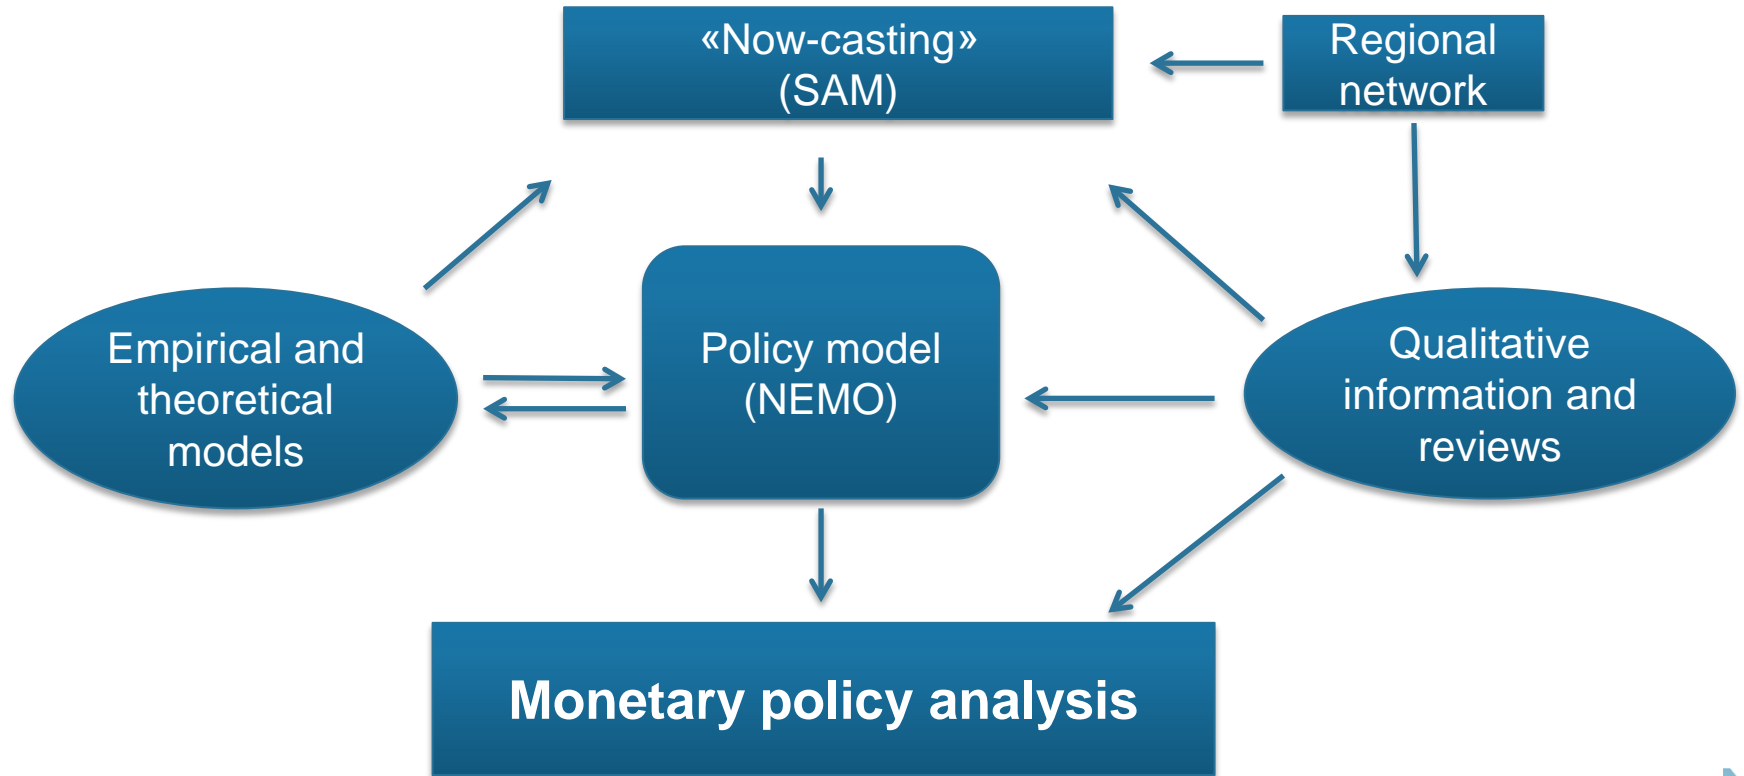 «Now-casting»
(SAM)
Regional
network
Empirical and
theoretical
models
Policy model
(NEMO)
Qualitative
information and
reviews
Monetary policy analysis